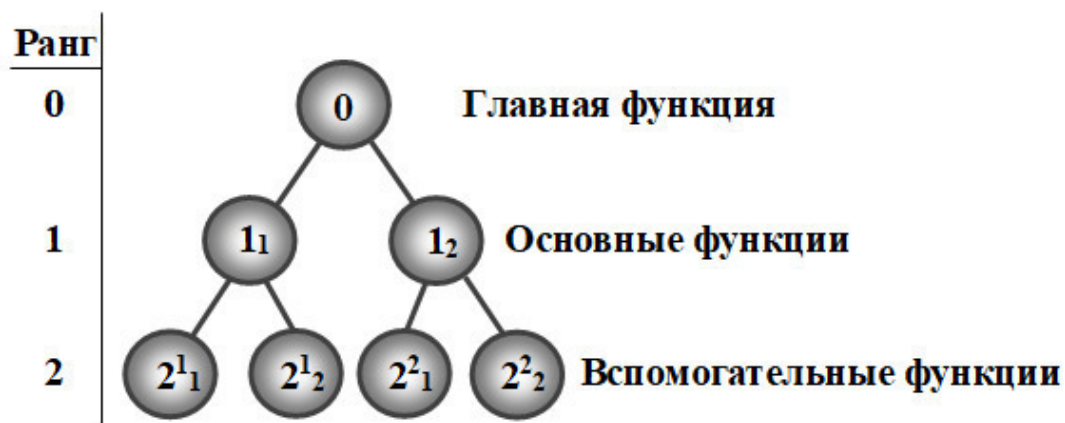 Ранг
0 0 Главная функция
1 1₁ 1₂ Основные функции
2 2¹₁ 2¹₂ 2²₁ 2²₂ Вспомогательные функции